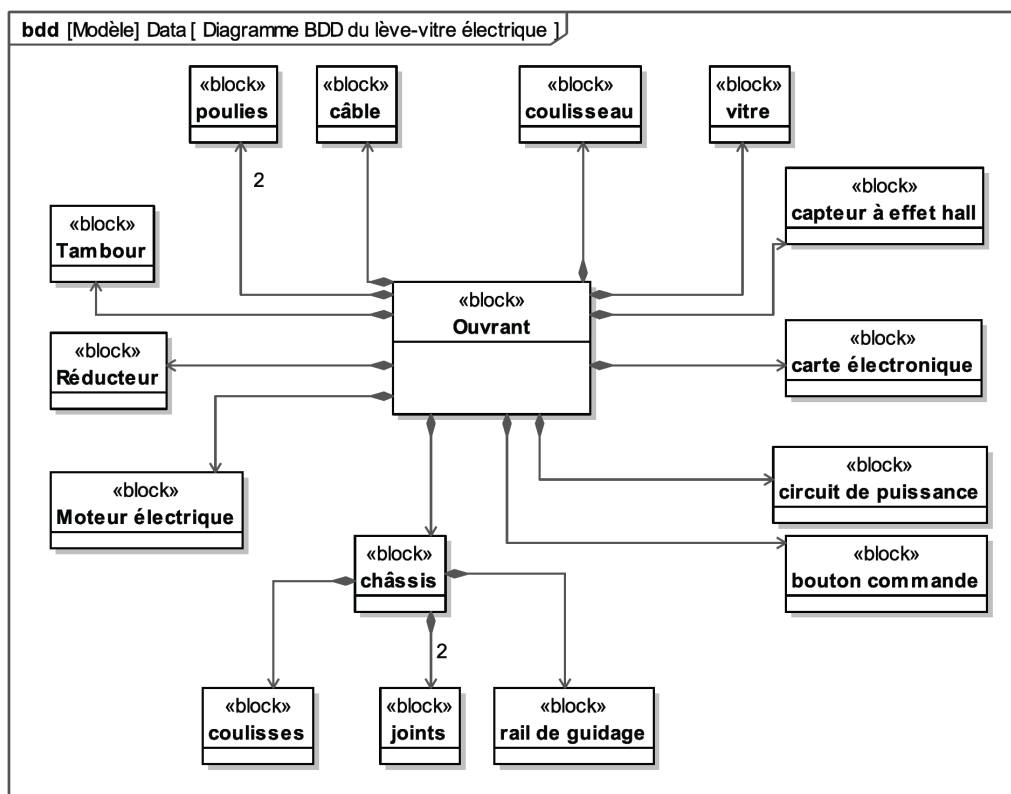 bdd [Modèle] Data [ Diagramme BDD du lève-vitre électrique ]
«block»
poulies
«block»
câble
«block»
coulisseau
«block»
vitre
2
«block»
capteur à effet hall
«block»
Tambour
«block»
Ouvrant
«block»
Réducteur
«block»
carte électronique
«block»
Moteur électrique
«block»
circuit de puissance
«block»
châssis
«block»
bouton commande
2
«block»
coulisses
«block»
joints
«block»
rail de guidage